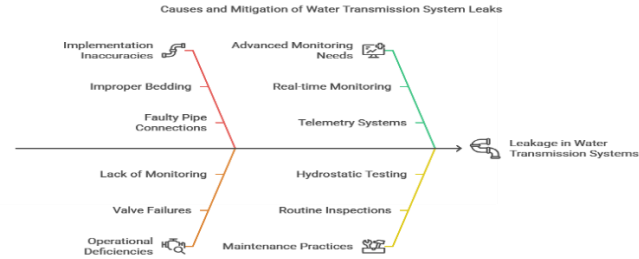 Causes and Mitigation of Water Transmission System Leaks
Implementation
Inaccuracies
Improper Bedding
Faulty Pipe
Connections
Advanced Monitoring
Needs
Real-time Monitoring
Telemetry Systems
Leakage in Water
Transmission Systems
Lack of Monitoring
Valve Failures
Operational
Deficiencies
Hydrostatic Testing
Routine Inspections
Maintenance Practices